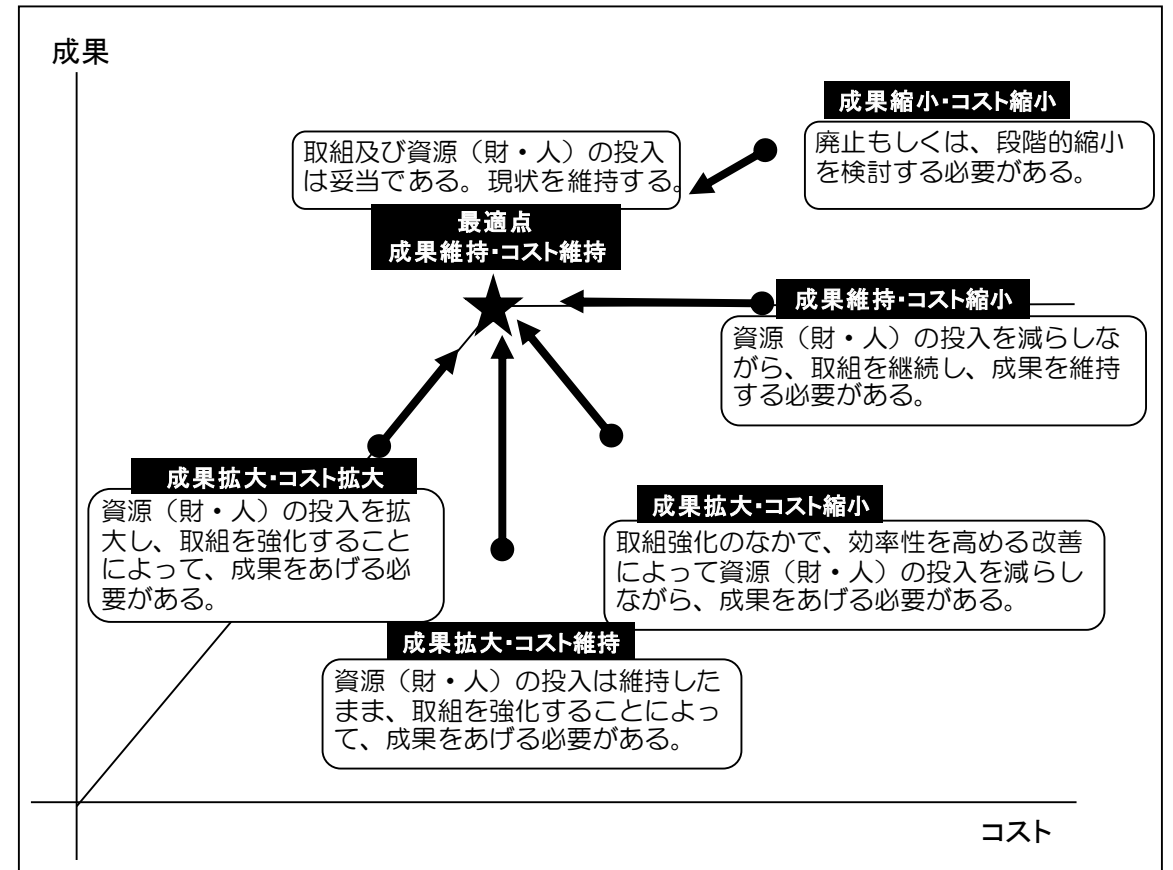 成果
成果縮小・コスト縮小
廃止もしくは、段階的縮小
を検討する必要がある。
取組及び資源（財・人）の投入
は妥当である。現状を維持する。
最適点
成果維持・コスト維持
成果維持・コスト縮小
資源（財・人）の投入を減らしな
がら、取組を継続し、成果を維持
する必要がある。
成果拡大・コスト拡大
資源（財・人）の投入を拡
大し、取組を強化すること
によって、成果をあげる必
要がある。
成果拡大・コスト縮小
取組強化のなかで、効率性を高める改善
によって資源（財・人）の投入を減らし
ながら、成果をあげる必要がある。
成果拡大・コスト維持
資源（財・人）の投入は維持した
まま、取組を強化することによっ
て、成果をあげる必要がある。
コスト